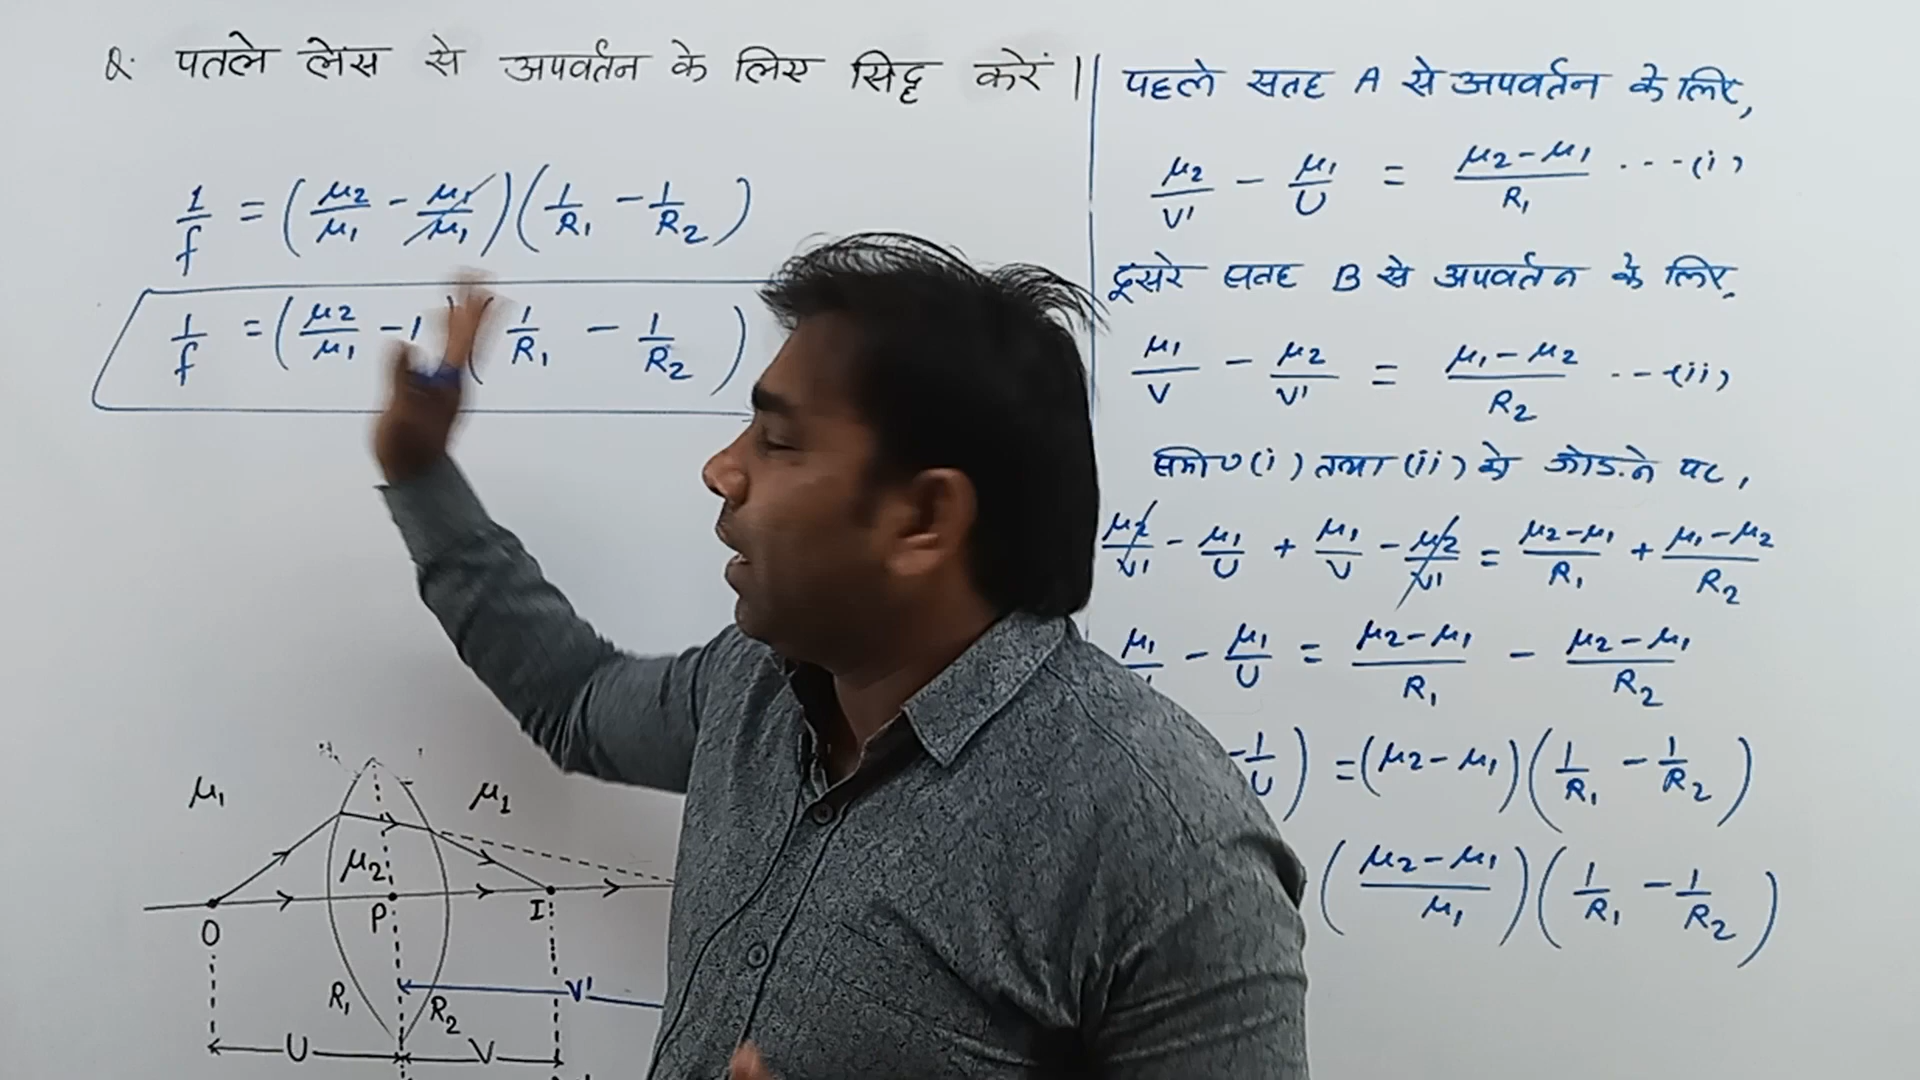 Q. पतले लेंस से अपवर्तन के लिए सिद्ध करें।
1/f = (μ2/μ1 - μ1/μ1)(1/R1 - 1/R2)
1/f = (μ2/μ1 - 1)(1/R1 - 1/R2)
μ1
μ1
μ2
O
P
I
R1
R2
V'
U
V
पहले सतह A से अपवर्तन के लिए,
μ2/V' - μ1/U = μ2-μ1/R1 ---(i)
दूसरे सतह B से अपवर्तन के लिए,
μ1/V - μ2/V' = μ1-μ2/R2 ---(ii)
समी० (i) तथा (ii) को जोड़ने पर,
μ2/V' - μ1/U + μ1/V - μ2/V' = μ2-μ1/R1 + μ1-μ2/R2
μ1 - μ1/U = μ2-μ1/R1 - μ2-μ1/R2
-1/U) = (μ2-μ1)(1/R1 - 1/R2)
(μ2-μ1/μ1)(1/R1 - 1/R2)